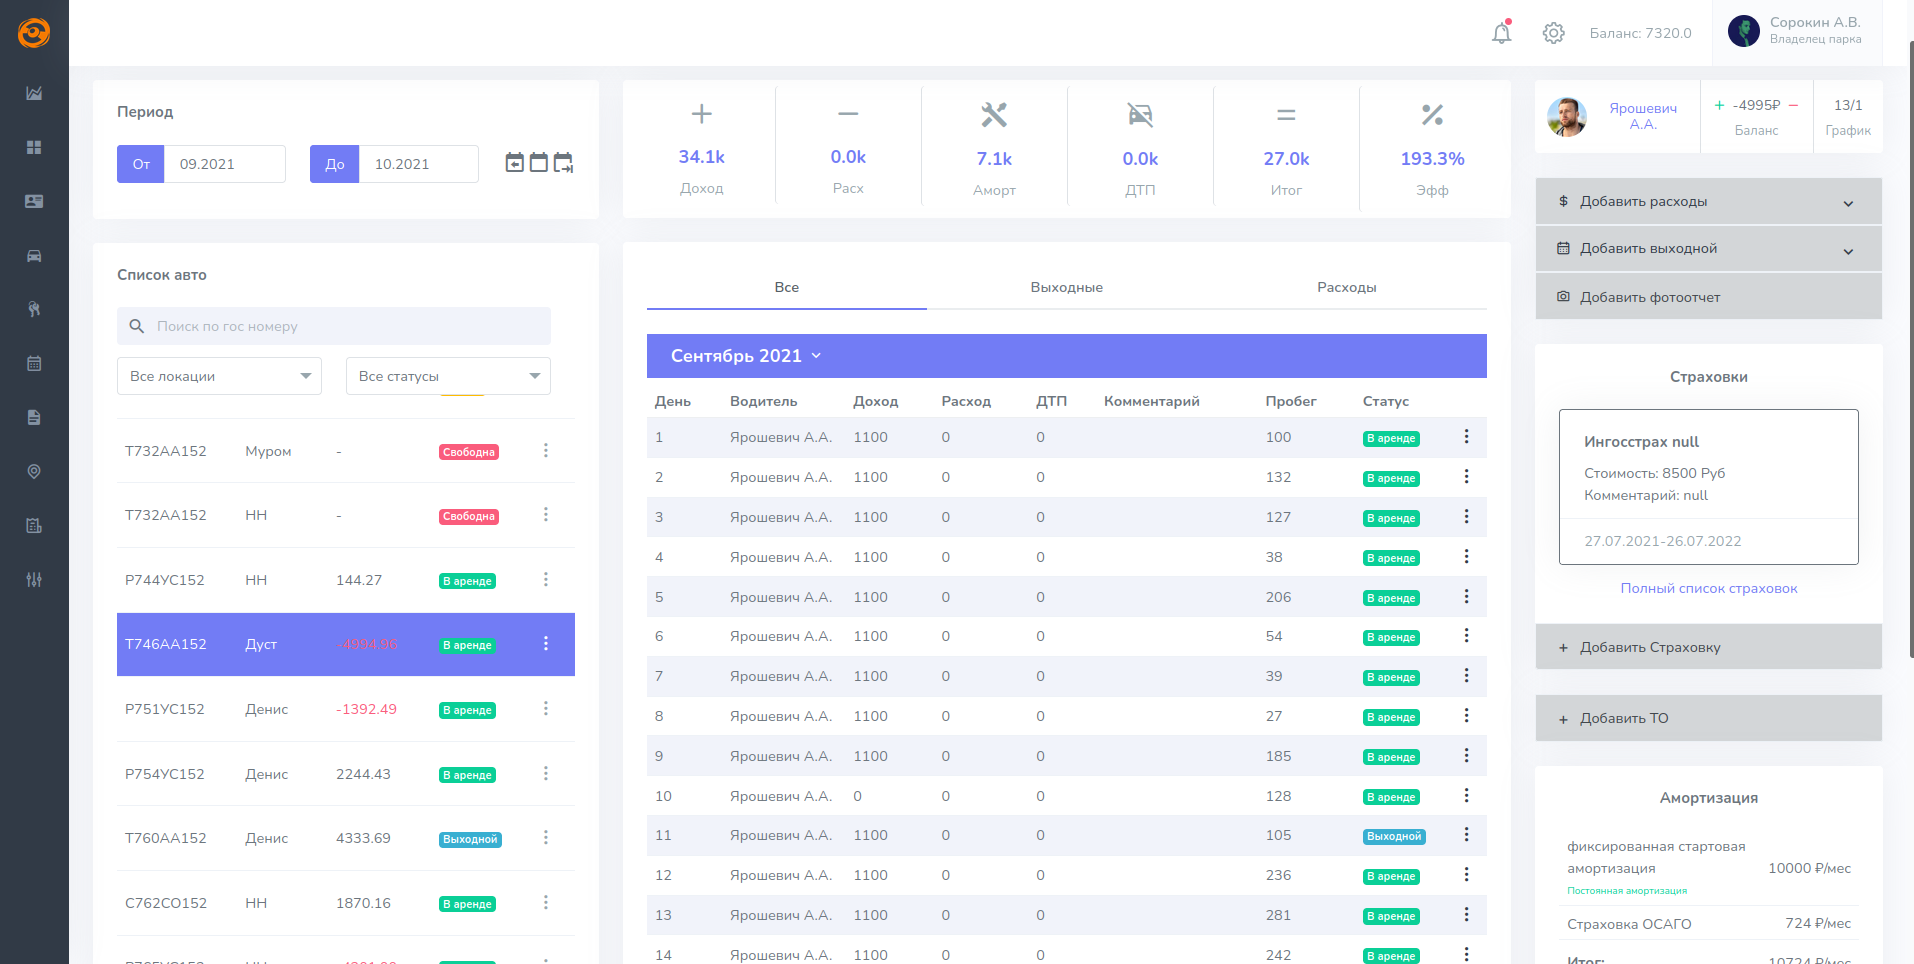 Баланс: 7320.0
Сорокин А.В.
Владелец парка
Период
От 09.2021 До 10.2021
34.1k 0.0k 7.1k 0.0k 27.0k 193.3%
Доход Расх Аморт ДТП Итог Эфф
Ярошевич
А.А.
+ -4995₽ −
Баланс
13/1
График
Список авто
Поиск по гос номеру
Все локации Все статусы
Т732АА152 Муром - Свободна
Т732АА152 НН - Свободна
Р744УС152 НН 144.27 В аренде
Т746АА152 Дуст -4994.96 В аренде
Р751УС152 Денис -1392.49 В аренде
Р754УС152 Денис 2244.43 В аренде
Т760АА152 Денис 4333.69 Выходной
С762СО152 НН 1870.16 В аренде
Все Выходные Расходы
Сентябрь 2021
День Водитель Доход Расход ДТП Комментарий Пробег Статус
1 Ярошевич А.А. 1100 0 0 100 В аренде
2 Ярошевич А.А. 1100 0 0 132 В аренде
3 Ярошевич А.А. 1100 0 0 127 В аренде
4 Ярошевич А.А. 1100 0 0 38 В аренде
5 Ярошевич А.А. 1100 0 0 206 В аренде
6 Ярошевич А.А. 1100 0 0 54 В аренде
7 Ярошевич А.А. 1100 0 0 39 В аренде
8 Ярошевич А.А. 1100 0 0 27 В аренде
9 Ярошевич А.А. 1100 0 0 185 В аренде
10 Ярошевич А.А. 0 0 0 128 В аренде
11 Ярошевич А.А. 1100 0 0 105 Выходной
12 Ярошевич А.А. 1100 0 0 236 В аренде
13 Ярошевич А.А. 1100 0 0 281 В аренде
14 Ярошевич А.А. 1100 0 0 242 В аренде
$ Добавить расходы
Добавить выходной
Добавить фотоотчет
Страховки
Ингосстрах null
Стоимость: 8500 Руб
Комментарий: null
27.07.2021-26.07.2022
Полный список страховок
+ Добавить Страховку
+ Добавить ТО
Амортизация
фиксированная стартовая
амортизация 10000 ₽/мес
Постоянная амортизация
Страховка ОСАГО 724 ₽/мес
Итог: 10724 ₽/мес